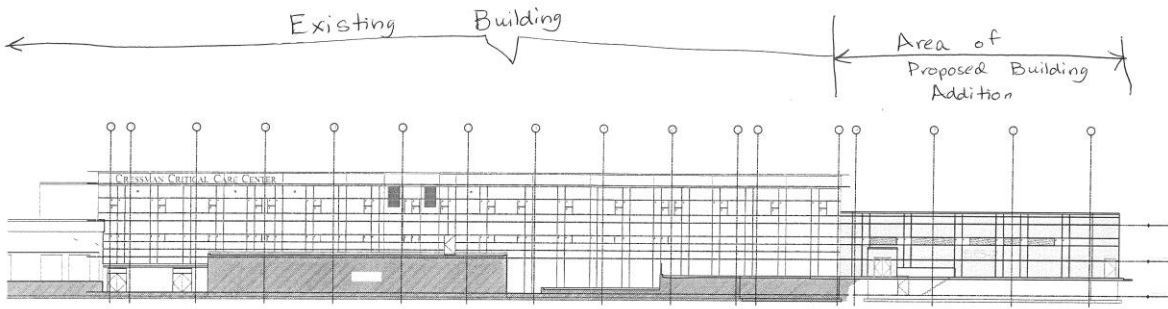 Existing Building
Area of
Proposed Building
Addition
CRESSMAN CRITICAL CARE CENTER